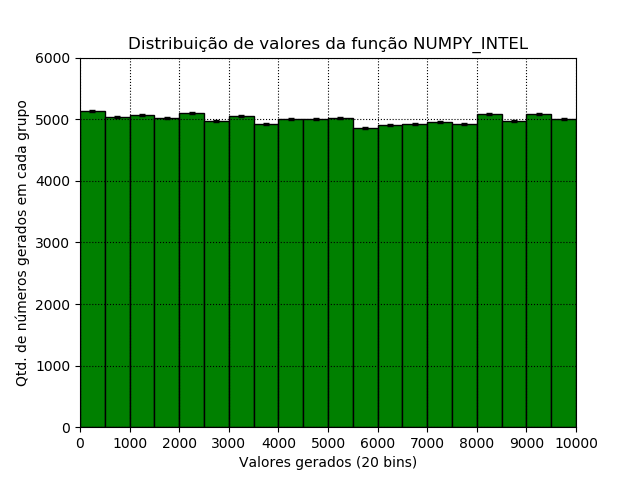 Distribuição de valores da função NUMPY_INTEL
6000
5000
4000
3000
2000
1000
0
Qtd. de números gerados em cada grupo
0 1000 2000 3000 4000 5000 6000 7000 8000 9000 10000
Valores gerados (20 bins)